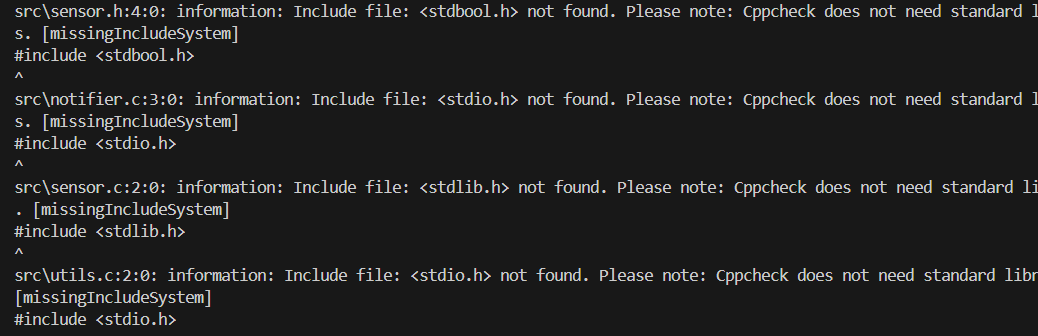 src\sensor.h:4:0: information: Include file: <stdbool.h> not found. Please note: Cppcheck does not need standard l
s. [missingIncludeSystem]
#include <stdbool.h>
^
src\notifier.c:3:0: information: Include file: <stdio.h> not found. Please note: Cppcheck does not need standard l
s. [missingIncludeSystem]
#include <stdio.h>
^
src\sensor.c:2:0: information: Include file: <stdlib.h> not found. Please note: Cppcheck does not need standard li
. [missingIncludeSystem]
#include <stdlib.h>
^
src\utils.c:2:0: information: Include file: <stdio.h> not found. Please note: Cppcheck does not need standard libr
[missingIncludeSystem]
#include <stdio.h>